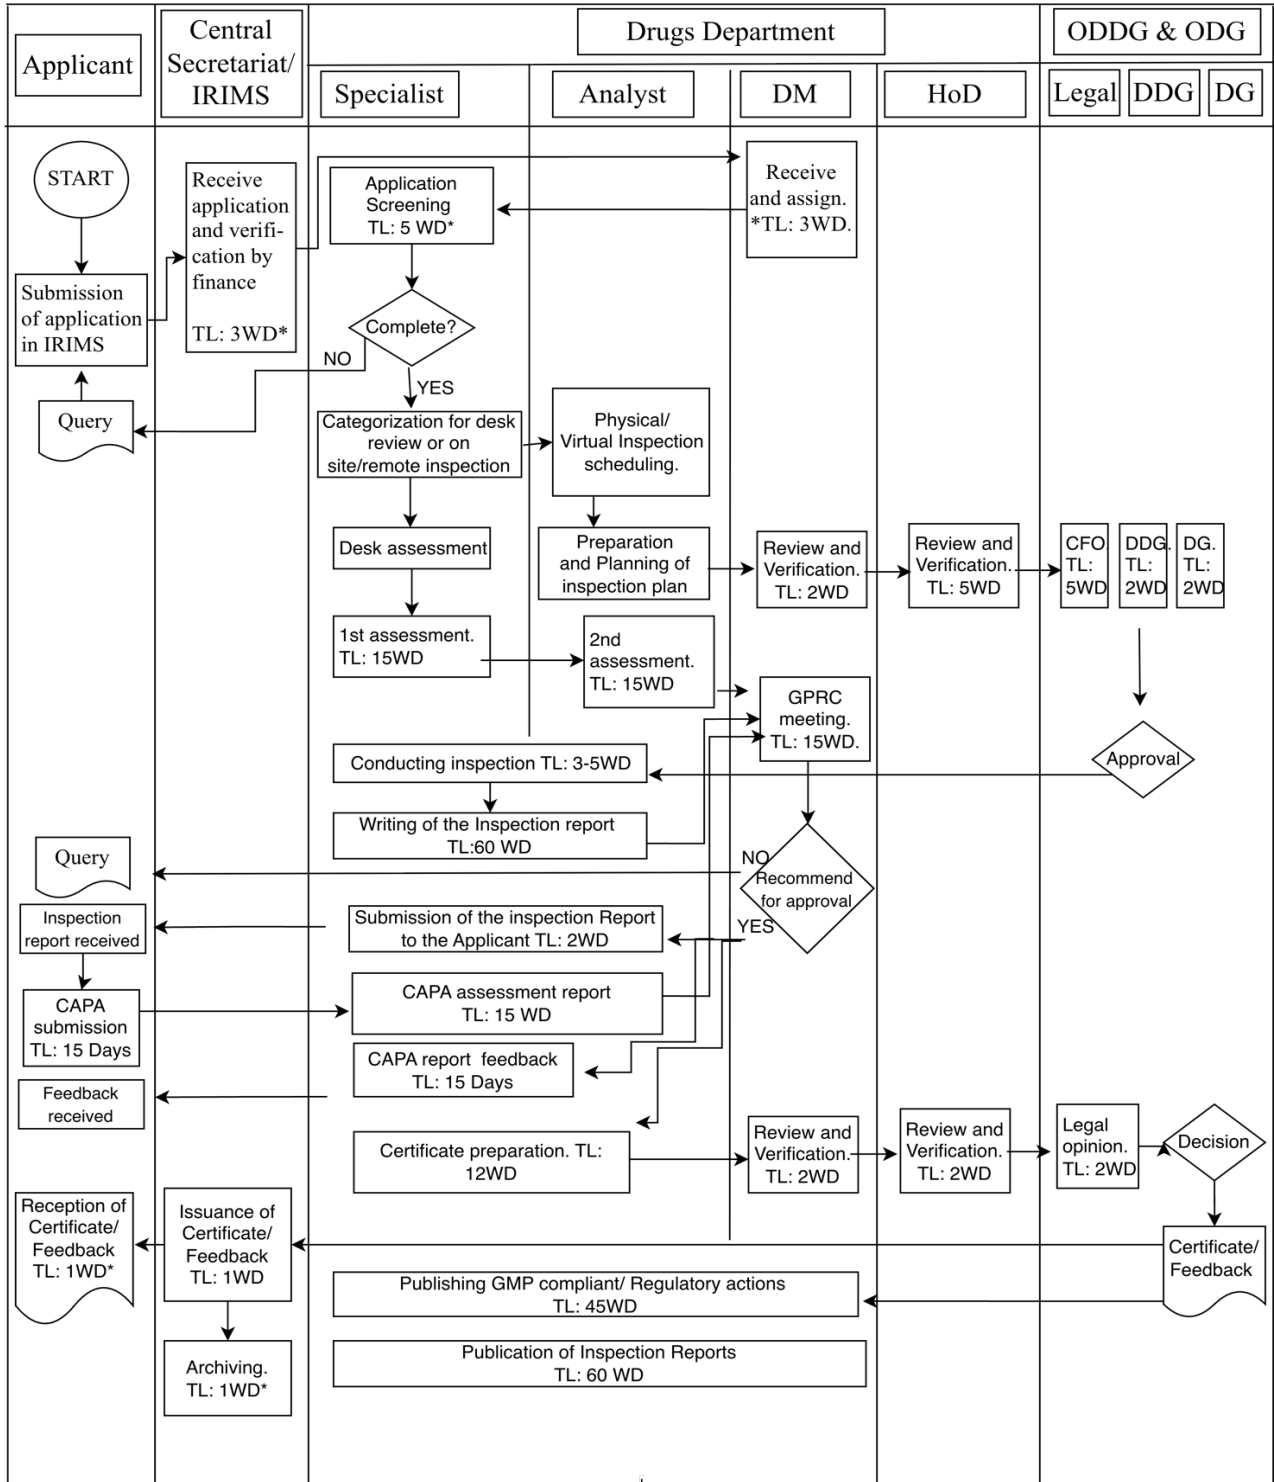 Applicant
Central
Secretariat/
IRIMS
Drugs Department
ODDG & ODG
Specialist
Analyst
DM
HoD
Legal
DDG
DG
START
Submission
of application
in IRIMS
Query
Receive
application
and verifi-
cation by
finance
TL: 3WD*
Application
Screening
TL: 5 WD*
Receive
and assign.
*TL: 3WD.
Complete?
NO
YES
Categorization for desk
review or on
site/remote inspection
Physical/
Virtual Inspection
scheduling.
Desk assessment
Preparation
and Planning of
inspection plan
Review and
Verification.
TL: 2WD
Review and
Verification.
TL: 5WD
CFO.
TL:
5WD
DDG.
TL:
2WD
DG.
TL:
2WD
1st assessment.
TL: 15WD
2nd
assessment.
TL: 15WD
GPRC
meeting.
TL: 15WD.
Approval
Conducting inspection TL: 3-5WD
Writing of the Inspection report
TL:60 WD
Query
NO
Recommend
for approval
YES
Inspection
report received
Submission of the inspection Report
to the Applicant TL: 2WD
CAPA
submission
TL: 15 Days
CAPA assessment report
TL: 15 WD
CAPA report feedback
TL: 15 Days
Feedback
received
Certificate preparation. TL:
12WD
Review and
Verification.
TL: 2WD
Review and
Verification.
TL: 2WD
Legal
opinion.
TL: 2WD
Decision
Reception of
Certificate/
Feedback
TL: 1WD*
Issuance of
Certificate/
Feedback
TL: 1WD
Certificate/
Feedback
Publishing GMP compliant/ Regulatory actions
TL: 45WD
Archiving.
TL: 1WD*
Publication of Inspection Reports
TL: 60 WD